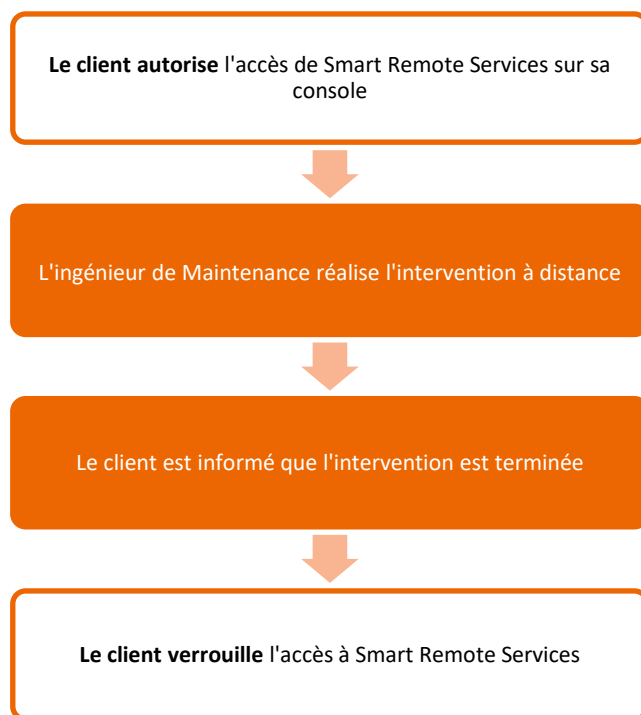 Le client autorise l'accès de Smart Remote Services sur sa
console
L'ingénieur de Maintenance réalise l'intervention à distance
Le client est informé que l'intervention est terminée
Le client verrouille l'accès à Smart Remote Services